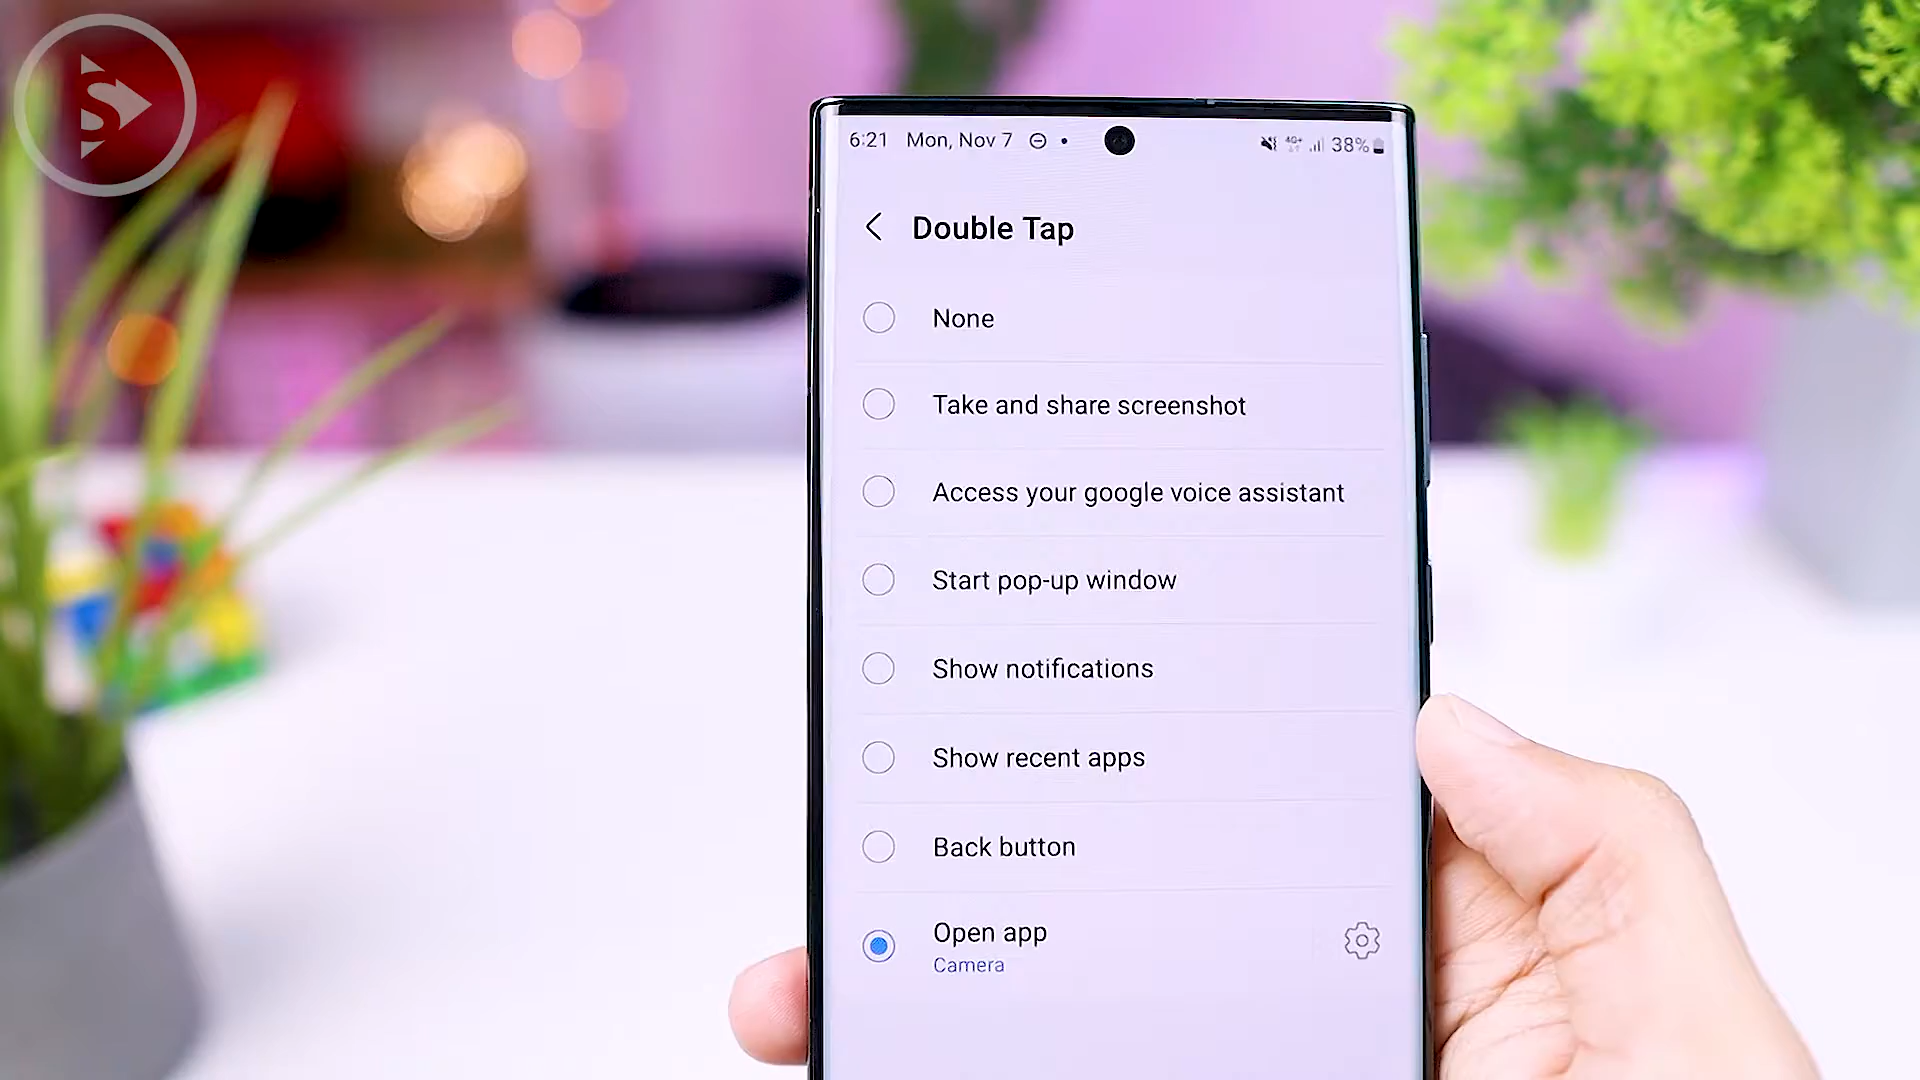 S
6:21 Mon, Nov 7 4G+ 38%
Double Tap
None
Take and share screenshot
Access your google voice assistant
Start pop-up window
Show notifications
Show recent apps
Back button
Open app
Camera